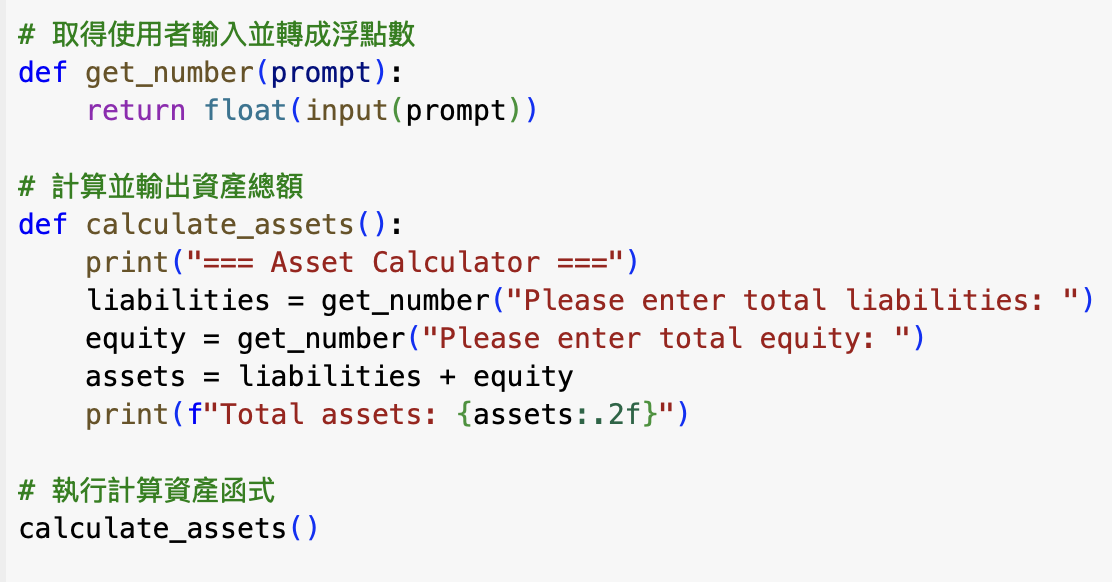 # 取得使用者輸入並轉成浮點數
def get_number(prompt):
    return float(input(prompt))

# 計算並輸出資產總額
def calculate_assets():
    print("=== Asset Calculator ===")
    liabilities = get_number("Please enter total liabilities: ")
    equity = get_number("Please enter total equity: ")
    assets = liabilities + equity
    print(f"Total assets: {assets:.2f}")

# 執行計算資產函式
calculate_assets()